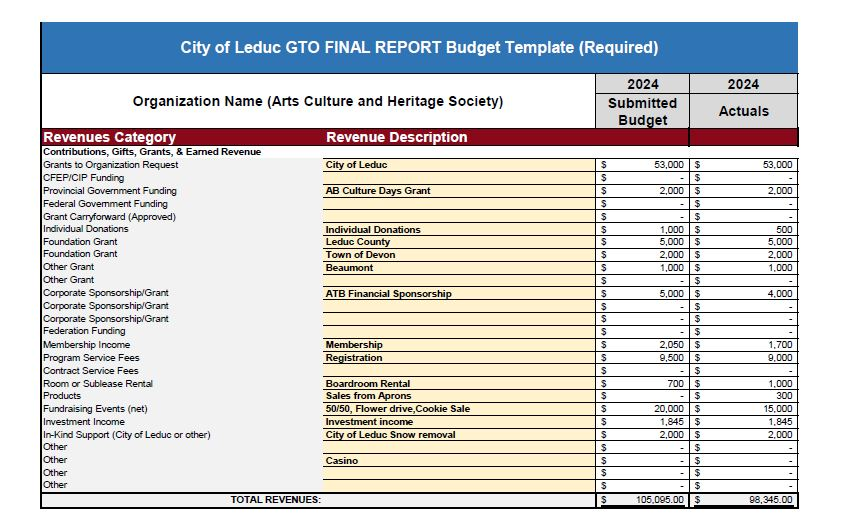 City of Leduc GTO FINAL REPORT Budget Template (Required)
Organization Name (Arts Culture and Heritage Society) 2024 Submitted Budget 2024 Actuals
Revenues Category Revenue Description
Contributions, Gifts, Grants, & Earned Revenue
Grants to Organization Request City of Leduc $ 53,000 $ 53,000
CFEP/CIP Funding $ - $ -
Provincial Government Funding AB Culture Days Grant $ 2,000 $ 2,000
Federal Government Funding $ - $ -
Grant Carryforward (Approved) $ - $ -
Individual Donations Individual Donations $ 1,000 $ 500
Foundation Grant Leduc County $ 5,000 $ 5,000
Foundation Grant Town of Devon $ 2,000 $ 2,000
Other Grant Beaumont $ 1,000 $ 1,000
Other Grant $ - $ -
Corporate Sponsorship/Grant ATB Financial Sponsorship $ 5,000 $ 4,000
Corporate Sponsorship/Grant $ - $ -
Corporate Sponsorship/Grant $ - $ -
Federation Funding $ - $ -
Membership Income Membership $ 2,050 $ 1,700
Program Service Fees Registration $ 9,500 $ 9,000
Contract Service Fees $ - $ -
Room or Sublease Rental Boardroom Rental $ 700 $ 1,000
Products Sales from Aprons $ - $ 300
Fundraising Events (net) 50/50, Flower drive,Cookie Sale $ 20,000 $ 15,000
Investment Income Investment income $ 1,845 $ 1,845
In-Kind Support (City of Leduc or other) City of Leduc Snow removal $ 2,000 $ 2,000
Other $ - $ -
Other Casino $ - $ -
Other $ - $ -
Other $ - $ -
TOTAL REVENUES: $ 105,095.00 $ 98,345.00